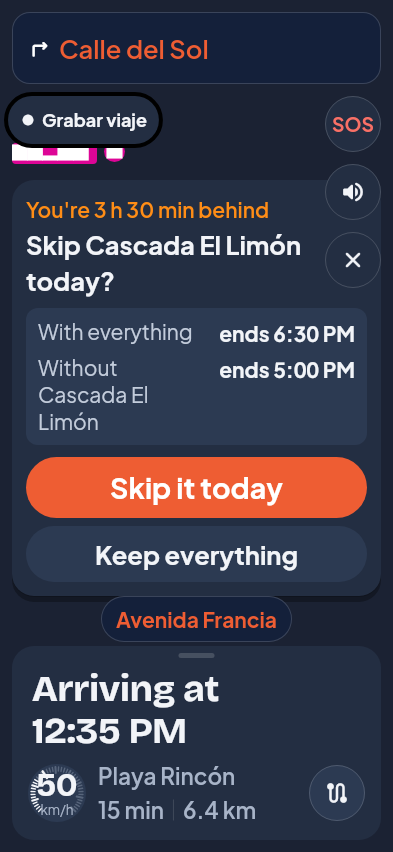 Calle del Sol
Grabar viaje
SOS
You're 3 h 30 min behind
Skip Cascada El Limón
today?
With everything ends 6:30 PM
Without ends 5:00 PM
Cascada El
Limón
Skip it today
Keep everything
Avenida Francia
Arriving at
12:35 PM
50
km/h
Playa Rincón
15 min 6.4 km